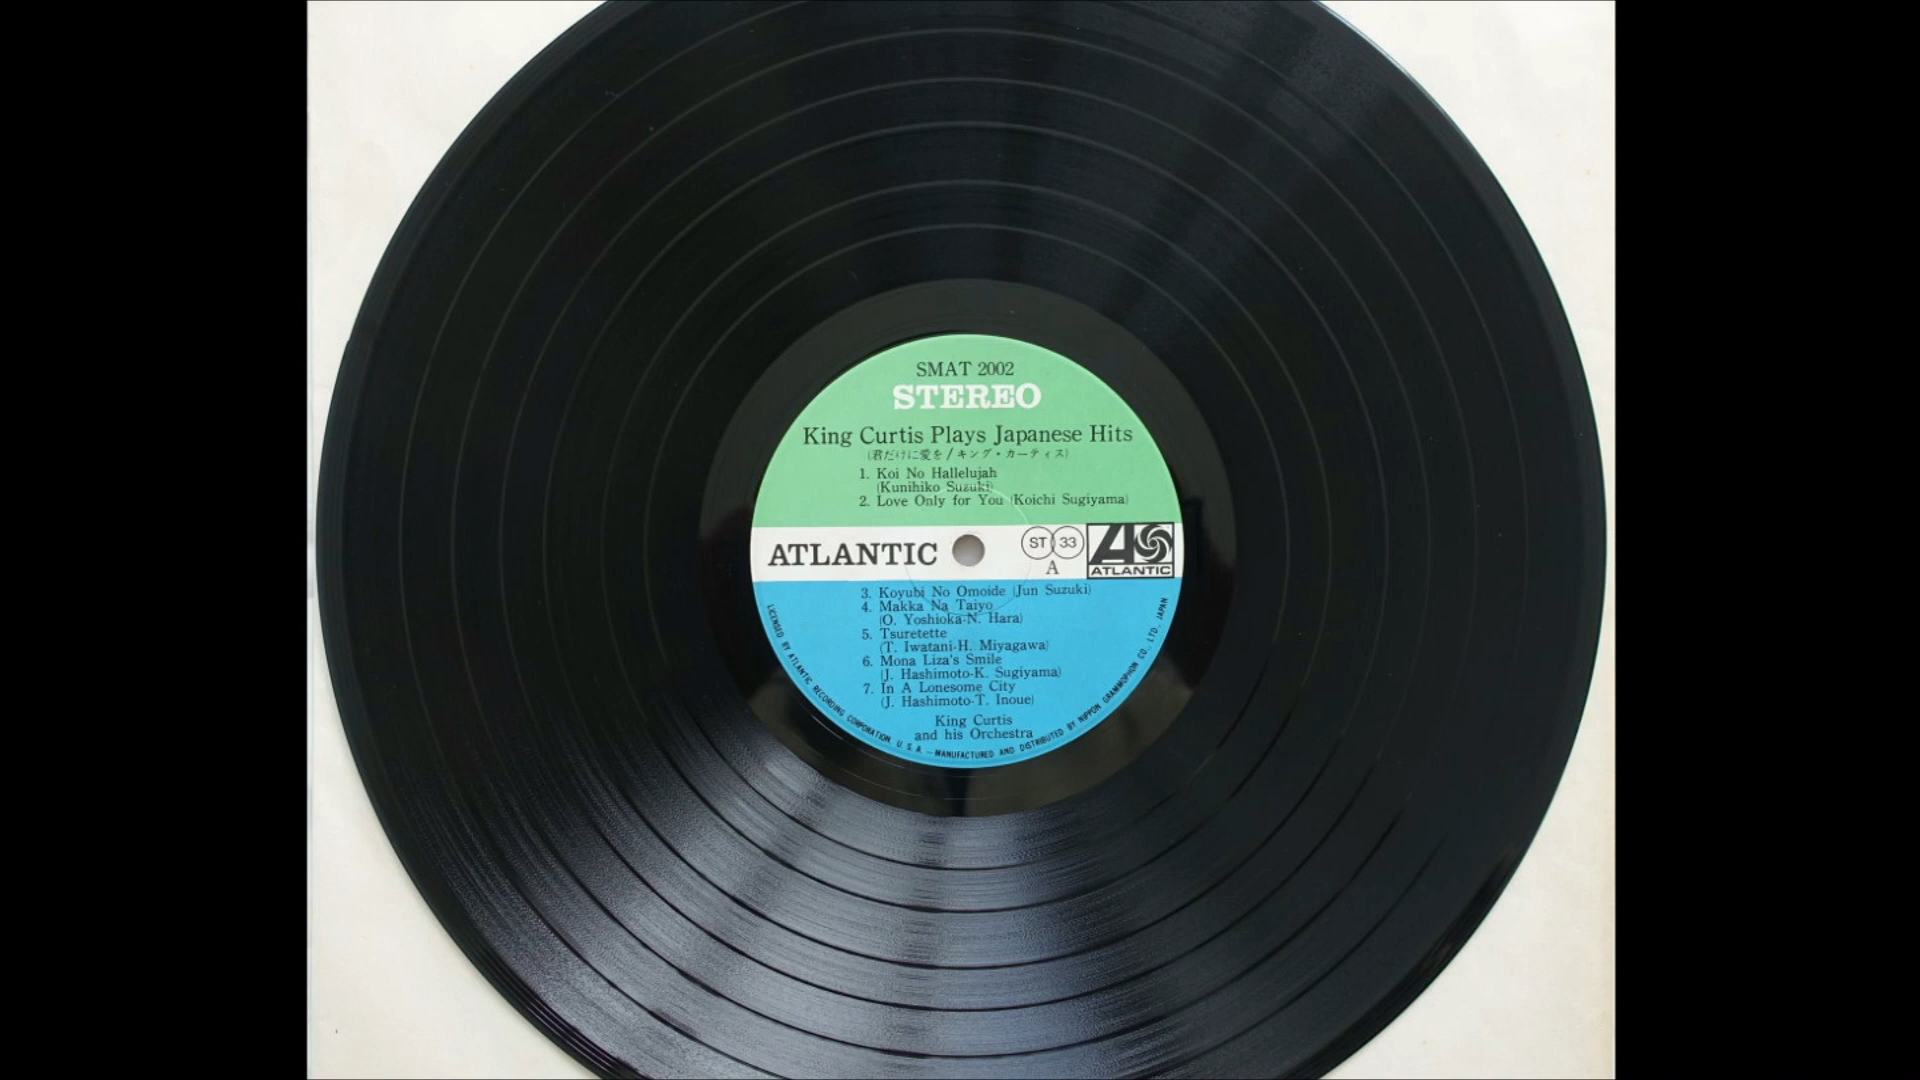 SMAT 2002
STEREO
King Curtis Plays Japanese Hits
(君だけに愛を/キング・カーティス)
1. Koi No Hallelujah
(Kunihiko Suzuki)
2. Love Only for You (Koichi Sugiyama)
ATLANTIC
ST 33
A
ATLANTIC
3. Koyubi No Omoide (Jun Suzuki)
4. Makka Na Taiyo
(O. Yoshioka-N. Hara)
5. Tsuretette
(T. Iwatani-H. Miyagawa)
6. Mona Liza's Smile
(J. Hashimoto-K. Sugiyama)
7. In A Lonesome City
(J. Hashimoto-T. Inoue)
King Curtis
and his Orchestra
LICENSED BY ATLANTIC RECORDING CORPORATION U.S.A. — MANUFACTURED AND DISTRIBUTED BY NIPPON GRAMMOPHON CO., LTD., JAPAN